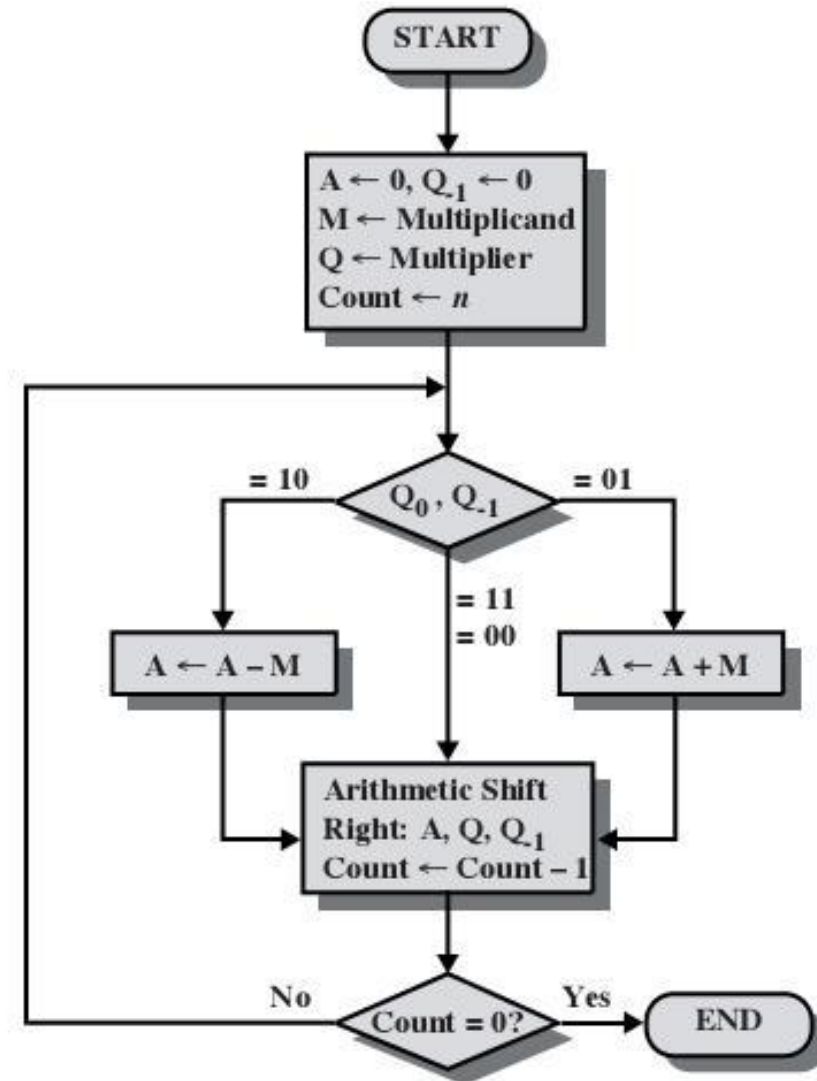 START
A ← 0, Q₋₁ ← 0
M ← Multiplicand
Q ← Multiplier
Count ← n
= 10
Q₀ , Q₋₁
= 01
= 11
= 00
A ← A – M
A ← A + M
Arithmetic Shift
Right: A, Q, Q₋₁
Count ← Count – 1
No
Count = 0?
Yes
END